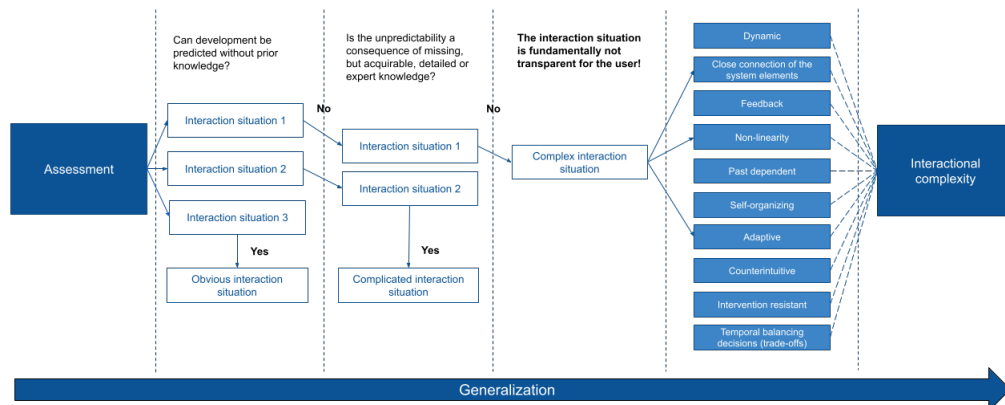 Can development be
predicted without prior
knowledge?
Is the unpredictability a
consequence of missing,
but acquirable, detailed or
expert knowledge?
The interaction situation
is fundamentally not
transparent for the user!
No
No
Assessment
Interaction situation 1
Interaction situation 2
Interaction situation 3
Yes
Obvious interaction
situation
Interaction situation 1
Interaction situation 2
Yes
Complicated interaction
situation
Complex interaction
situation
Dynamic
Close connection of the
system elements
Feedback
Non-linearity
Past dependent
Self-organizing
Adaptive
Counterintuitive
Intervention resistant
Temporal balancing
decisions (trade-offs)
Interactional
complexity
Generalization